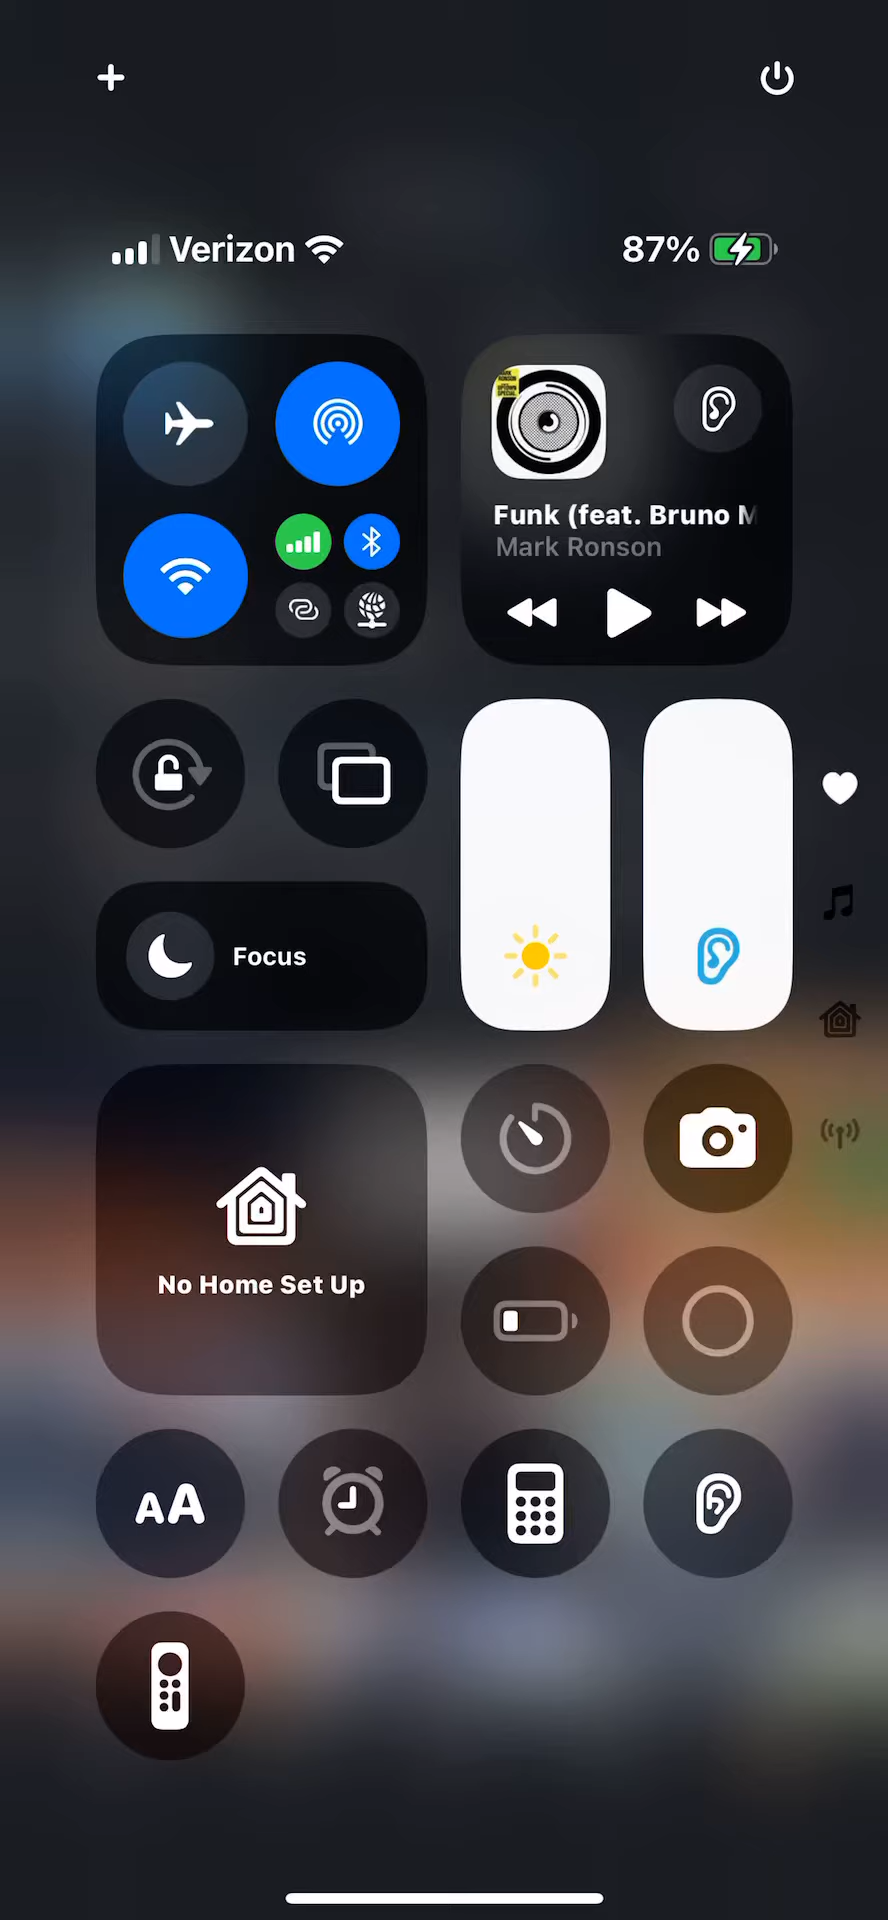 Verizon
87%
Funk (feat. Bruno M
Mark Ronson
Focus
No Home Set Up
AA